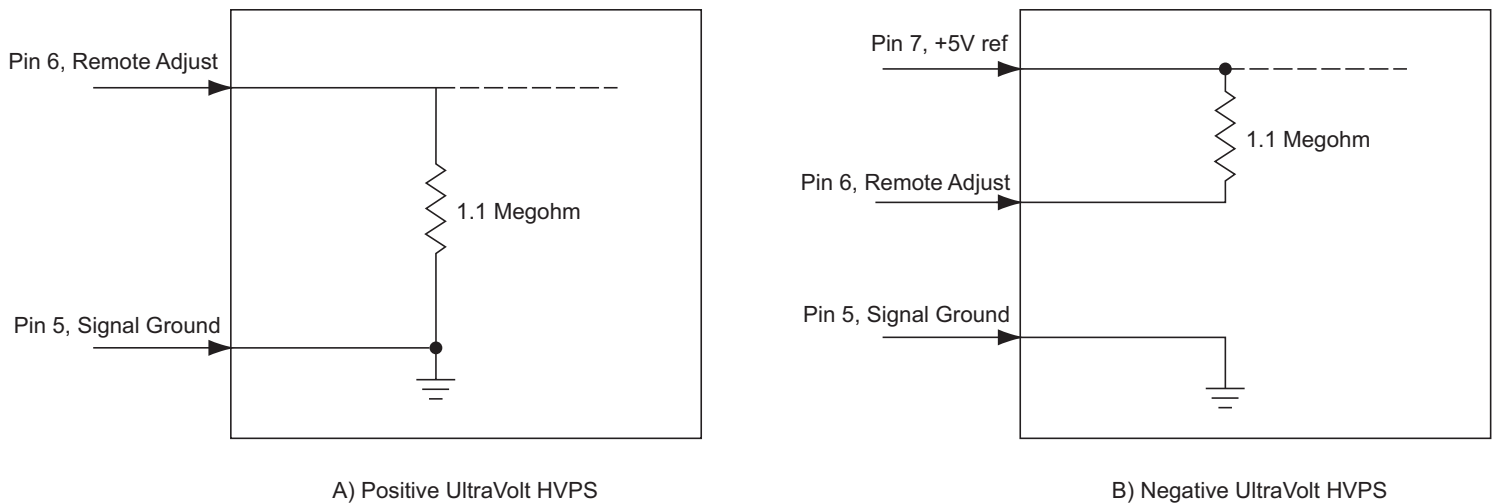 Pin 6, Remote Adjust
1.1 Megohm
Pin 5, Signal Ground
A) Positive UltraVolt HVPS
Pin 7, +5V ref
1.1 Megohm
Pin 6, Remote Adjust
Pin 5, Signal Ground
B) Negative UltraVolt HVPS